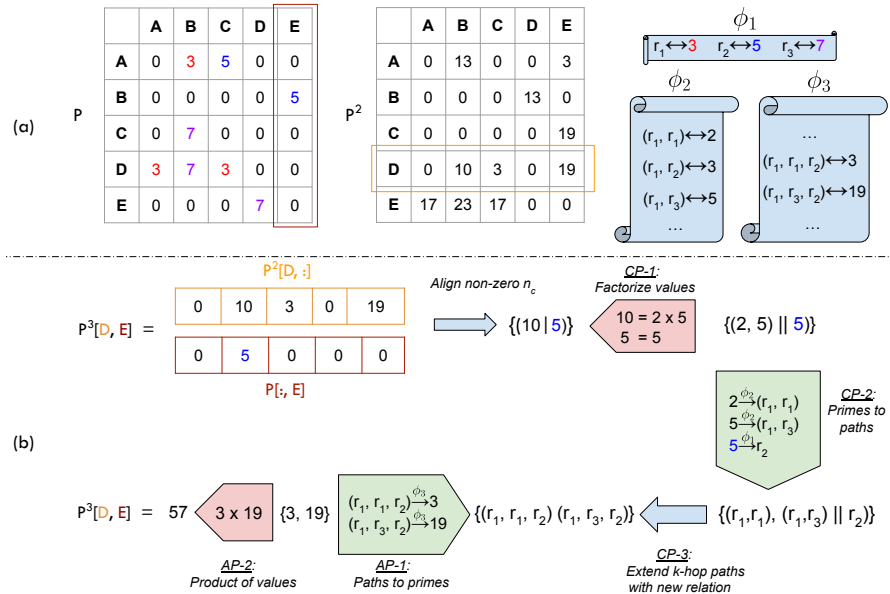 A B C D E
A 0 3 5 0 0
B 0 0 0 0 5
C 0 7 0 0 0
D 3 7 3 0 0
E 0 0 0 7 0
P
(a)
A B C D E
A 0 13 0 0 3
B 0 0 0 13 0
C 0 0 0 0 19
D 0 10 3 0 19
E 17 23 17 0 0
P²
ϕ₁
r₁↔3 r₂↔5 r₃↔7
ϕ₂
(r₁, r₁)↔2
(r₁, r₂)↔3
(r₁, r₃)↔5
...
ϕ₃
...
(r₁, r₁, r₂)↔3
(r₁, r₃, r₂)↔19
...
(b)
P²[D, :]
0 10 3 0 19
P³[D, E] =
0 5 0 0 0
P[:, E]
Align non-zero n_c
{(10 | 5)}
CP-1:
Factorize values
10 = 2 x 5
5 = 5
{(2, 5) || 5)}
2 →ϕ₂ (r₁, r₁)
5 →ϕ₂ (r₁, r₃)
5 →ϕ₁ r₂
CP-2:
Primes to
paths
P³[D, E] = 57
3 x 19
{3, 19}
(r₁, r₁, r₂) →ϕ₃ 3
(r₁, r₃, r₂) →ϕ₃ 19
{(r₁, r₁, r₂) (r₁, r₃, r₂)}
{(r₁,r₁), (r₁,r₃) || r₂)}
AP-2:
Product of values
AP-1:
Paths to primes
CP-3:
Extend k-hop paths
with new relation